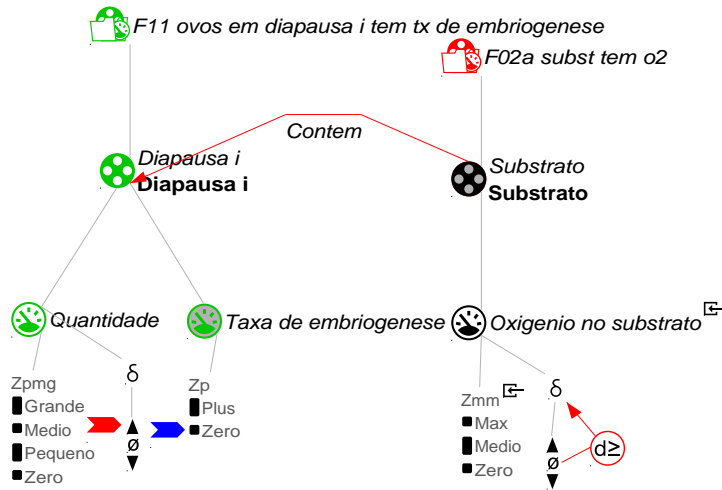 F11 ovos em diapausa i tem tx de embriogenese
F02a subst tem o2
Contem
Diapausa i
Diapausa i
Substrato
Substrato
Quantidade
Taxa de embriogenese
Oxigenio no substrato
δ
Zpmg
Grande
Medio
Pequeno
Zero
ø
Zp
Plus
Zero
Zmm
Max
Medio
Zero
δ
ø
d≥